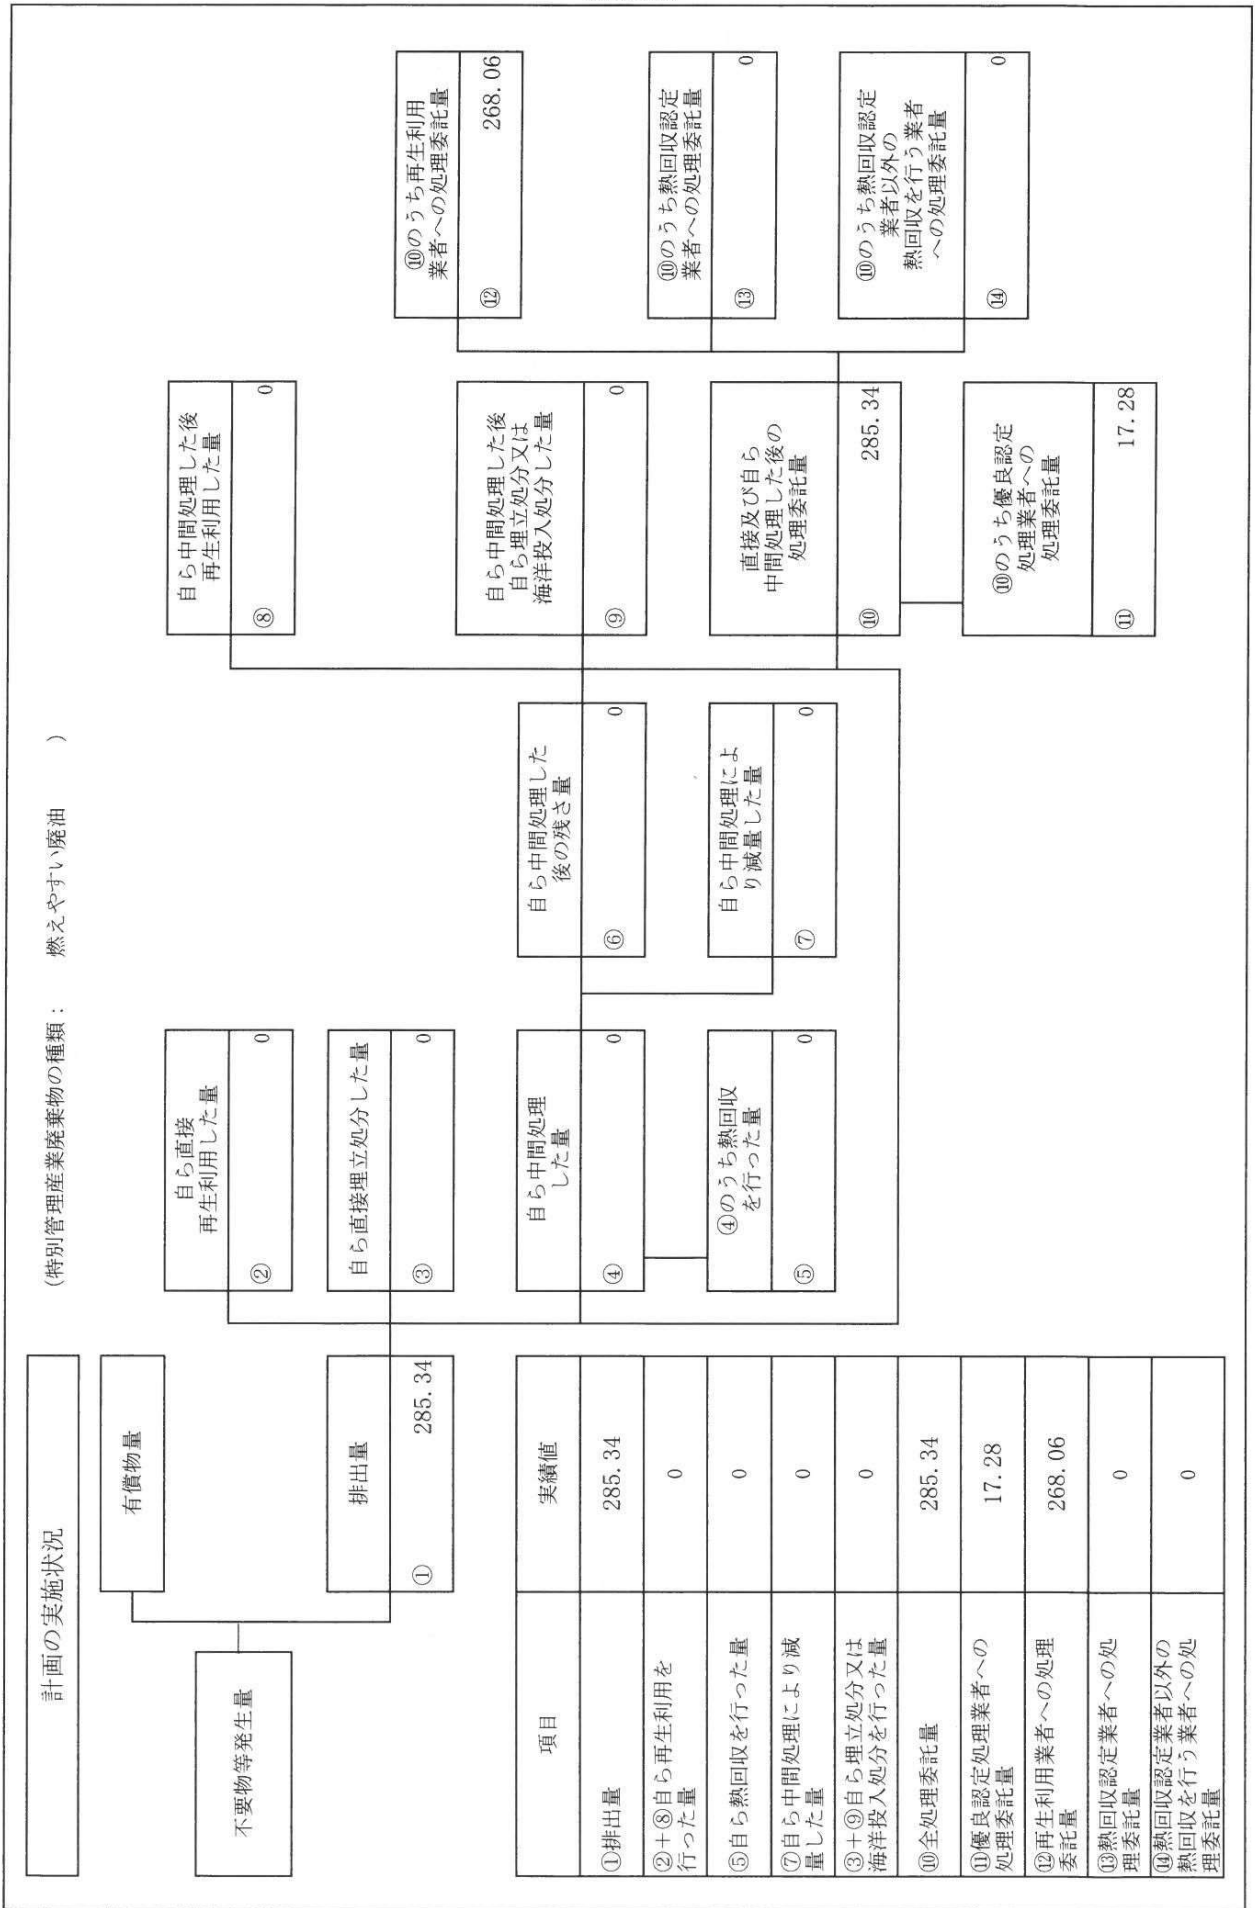 計画の実施状況
(特別管理産業廃棄物の種類： 燃えやすい廃油 )
不要物等発生量
有償物量
排出量
① 285.34
自ら直接
再生利用した量
② 0
自ら直接埋立処分した量
③ 0
自ら中間処理
した量
④ 0
④のうち熱回収
を行った量
⑤ 0
自ら中間処理した
後の残さ量
⑥ 0
自ら中間処理によ
り減量した量
⑦ 0
自ら中間処理した後
再生利用した量
⑧ 0
自ら中間処理した後
自ら埋立処分又は
海洋投入処分した量
⑨ 0
直接及び自ら
中間処理した後の
処理委託量
⑩ 285.34
⑩のうち優良認定
処理業者への
処理委託量
⑪ 17.28
⑩のうち再生利用
業者への処理委託量
⑫ 268.06
⑩のうち熱回収認定
業者への処理委託量
⑬ 0
⑩のうち熱回収認定
業者以外の
熱回収を行う業者
への処理委託量
⑭ 0
項目 実績値
①排出量 285.34
②+⑧自ら再生利用を
行った量 0
⑤自ら熱回収を行った量 0
⑦自ら中間処理により減
量した量 0
③+⑨自ら埋立処分又は
海洋投入処分を行った量 0
⑩全処理委託量 285.34
⑪優良認定処理業者への
処理委託量 17.28
⑫再生利用業者への処理
委託量 268.06
⑬熱回収認定業者への処
理委託量 0
⑭熱回収認定業者以外の
熱回収を行う業者への処
理委託量 0